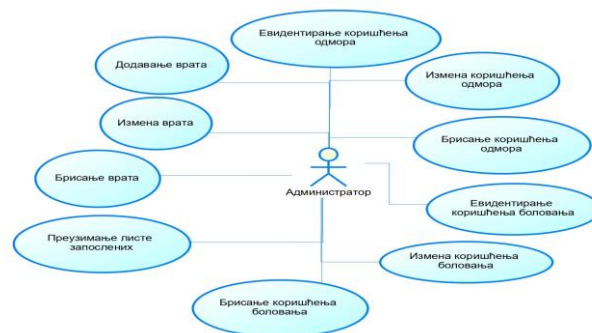 Евидентирање коришћења
одмора
Додавање врата
Измена коришћења
одмора
Измена врата
Брисање коришћења
одмора
Брисање врата
Администратор
Евидентирање
коришћења боловања
Преузимање листе
запослених
Измена коришћења
боловања
Брисање коришћења
боловања